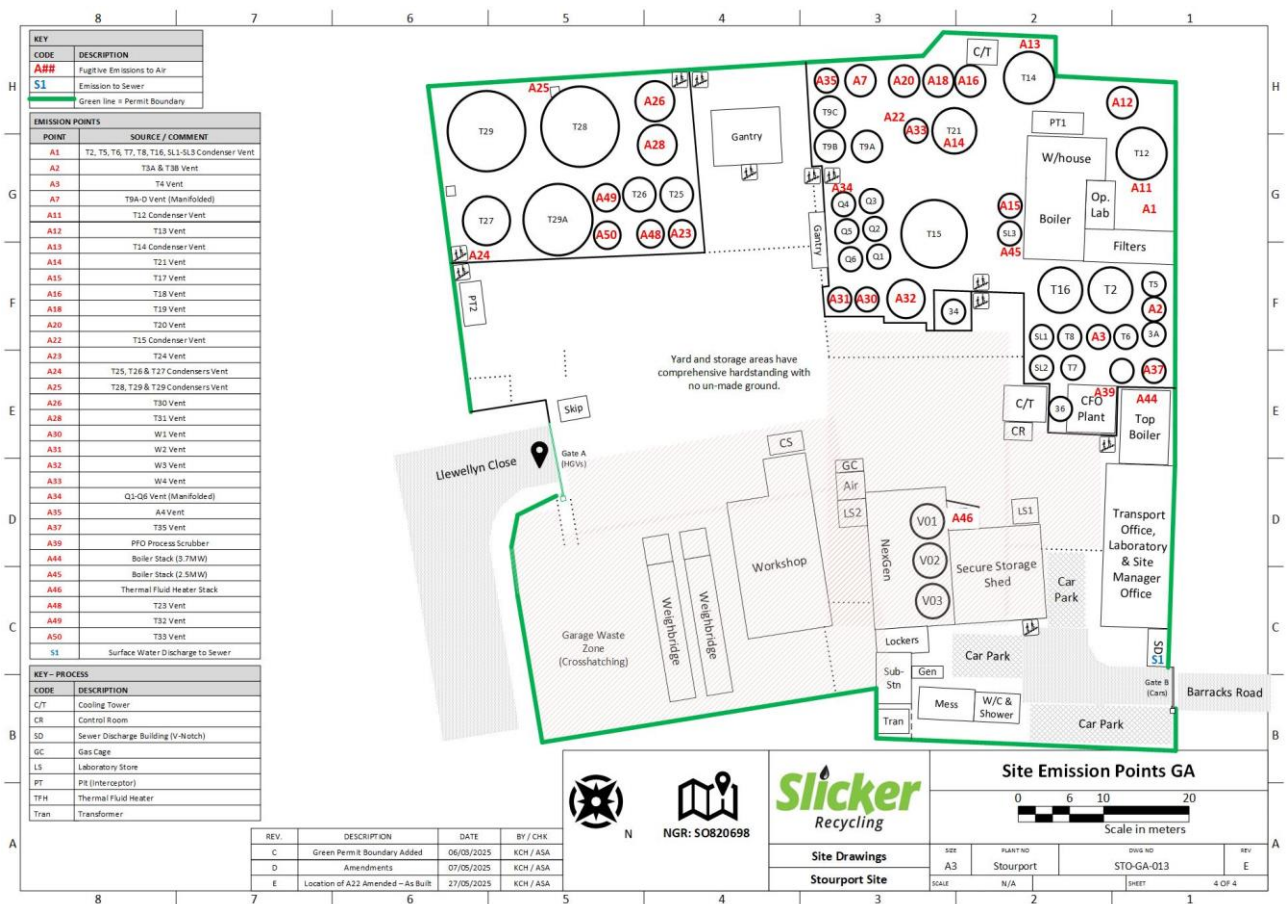 8 7 6 5 4 3 2 1
H
G
F
E
D
C
B
A
KEY
CODE DESCRIPTION
A## Fugitive Emissions to Air
S1 Emission to Sewer
Green line = Permit Boundary
EMISSION POINTS
POINT SOURCE / COMMENT
A1 T2, T5, T6, T7, T8, T16, SL1-SL3 Condenser Vent
A2 T3A & T3B Vent
A3 T4 Vent
A7 T9A-D Vent (Manifolded)
A11 T12 Condenser Vent
A12 T13 Vent
A13 T14 Condenser Vent
A14 T21 Vent
A15 T17 Vent
A16 T18 Vent
A18 T19 Vent
A20 T20 Vent
A22 T15 Condenser Vent
A23 T24 Vent
A24 T25, T26 & T27 Condensers Vent
A25 T28, T29 & T29 Condensers Vent
A26 T30 Vent
A28 T31 Vent
A30 W1 Vent
A31 W2 Vent
A32 W3 Vent
A33 W4 Vent
A34 Q1-Q6 Vent (Manifolded)
A35 A4 Vent
A37 T35 Vent
A39 PFO Process Scrubber
A44 Boiler Stack (3.7MW)
A45 Boiler Stack (2.5MW)
A46 Thermal Fluid Heater Stack
A48 T23 Vent
A49 T32 Vent
A50 T33 Vent
S1 Surface Water Discharge to Sewer
KEY – PROCESS
CODE DESCRIPTION
C/T Cooling Tower
CR Control Room
SD Sewer Discharge Building (V-Notch)
GC Gas Cage
LS Laboratory Store
PT Pit (Interceptor)
TFH Thermal Fluid Heater
Tran Transformer
A25
T29
T28
A26
A28
T27
T29A
A49
T26
T25
A50
A48
A23
A24
PT2
Gantry
Gantry
A35
A7
A20
A18
A16
C/T
A13
T14
T9C
A22
A33
T21
A14
T9B
T9A
PT1
A12
T12
A11
A1
W/house
Boiler
Op.
Lab
Filters
A34
Q4
Q3
Q5
Q2
Q6
Q1
T15
A15
SL3
A45
A31
A30
A32
34
T16
T2
T5
A2
SL1
T8
A3
T6
3A
SL2
T7
A37
A39
A44
C/T
36
CFO
Plant
Top
Boiler
CR
Yard and storage areas have
comprehensive hardstanding with
no un-made ground.
Skip
Llewellyn Close
Gate A
(HGVs)
CS
GC
Air
LS2
V01
A46
LS1
V02
V03
NexGen
Secure Storage
Shed
Workshop
Weighbridge
Weighbridge
Garage Waste
Zone
(Crosshatching)
Transport
Office,
Laboratory
& Site
Manager
Office
Car
Park
Lockers
Car Park
SD
S1
Sub-
Stn
Gen
Gate B
(Cars)
Barracks Road
Mess
W/C &
Shower
Tran
Car Park
REV. DESCRIPTION DATE BY / CHK
C Green Permit Boundary Added 06/03/2025 KCH / ASA
D Amendments 07/05/2025 KCH / ASA
E Location of A22 Amended – As Built 27/05/2025 KCH / ASA
N
NGR: SO820698
Slicker
Recycling
Site Drawings
Stourport Site
Site Emission Points GA
0 6 10 20
Scale in meters
SIZE PLANT NO DWG NO REV
A3 Stourport STO-GA-013 E
SCALE N/A SHEET 4 OF 4
H
G
F
E
D
C
B
A
8 7 6 5 4 3 2 1